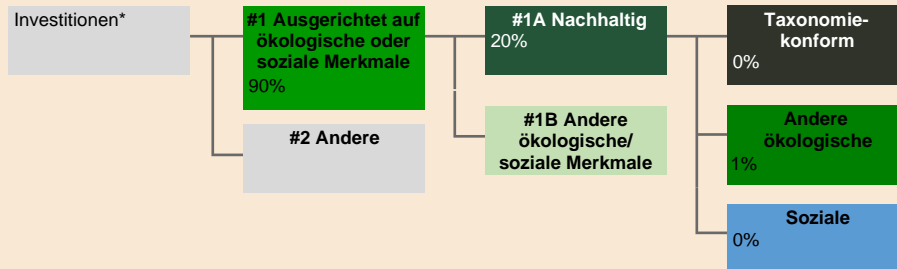 Investitionen*
#1 Ausgerichtet auf
ökologische oder
soziale Merkmale
90%
#2 Andere
#1A Nachhaltig
20%
#1B Andere
ökologische/
soziale Merkmale
Taxonomie-
konform
0%
Andere
ökologische
1%
Soziale
0%